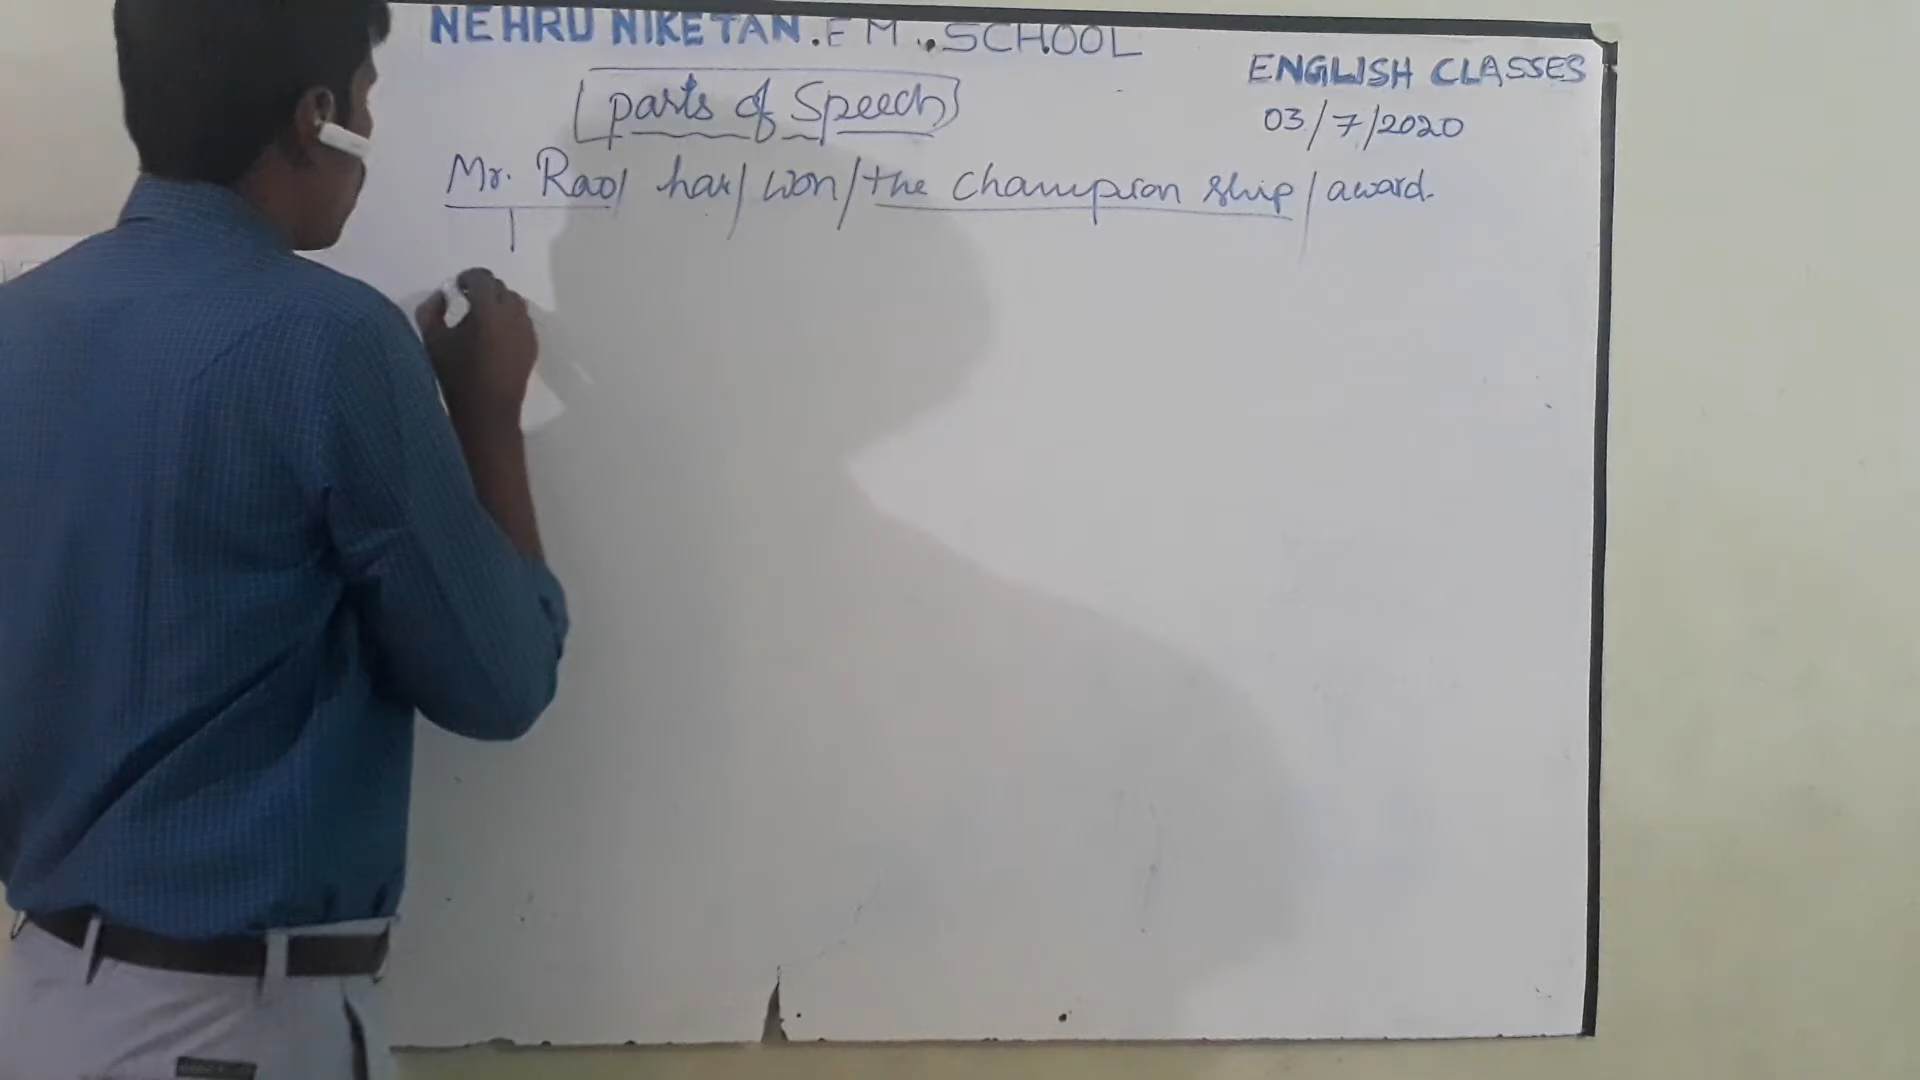 NEHRU NIKETAN.E M..SCHOOL
ENGLISH CLASSES
03/7/2020
[parts of Speech]
Mr. Rao/ has/ won/the champion ship/award.